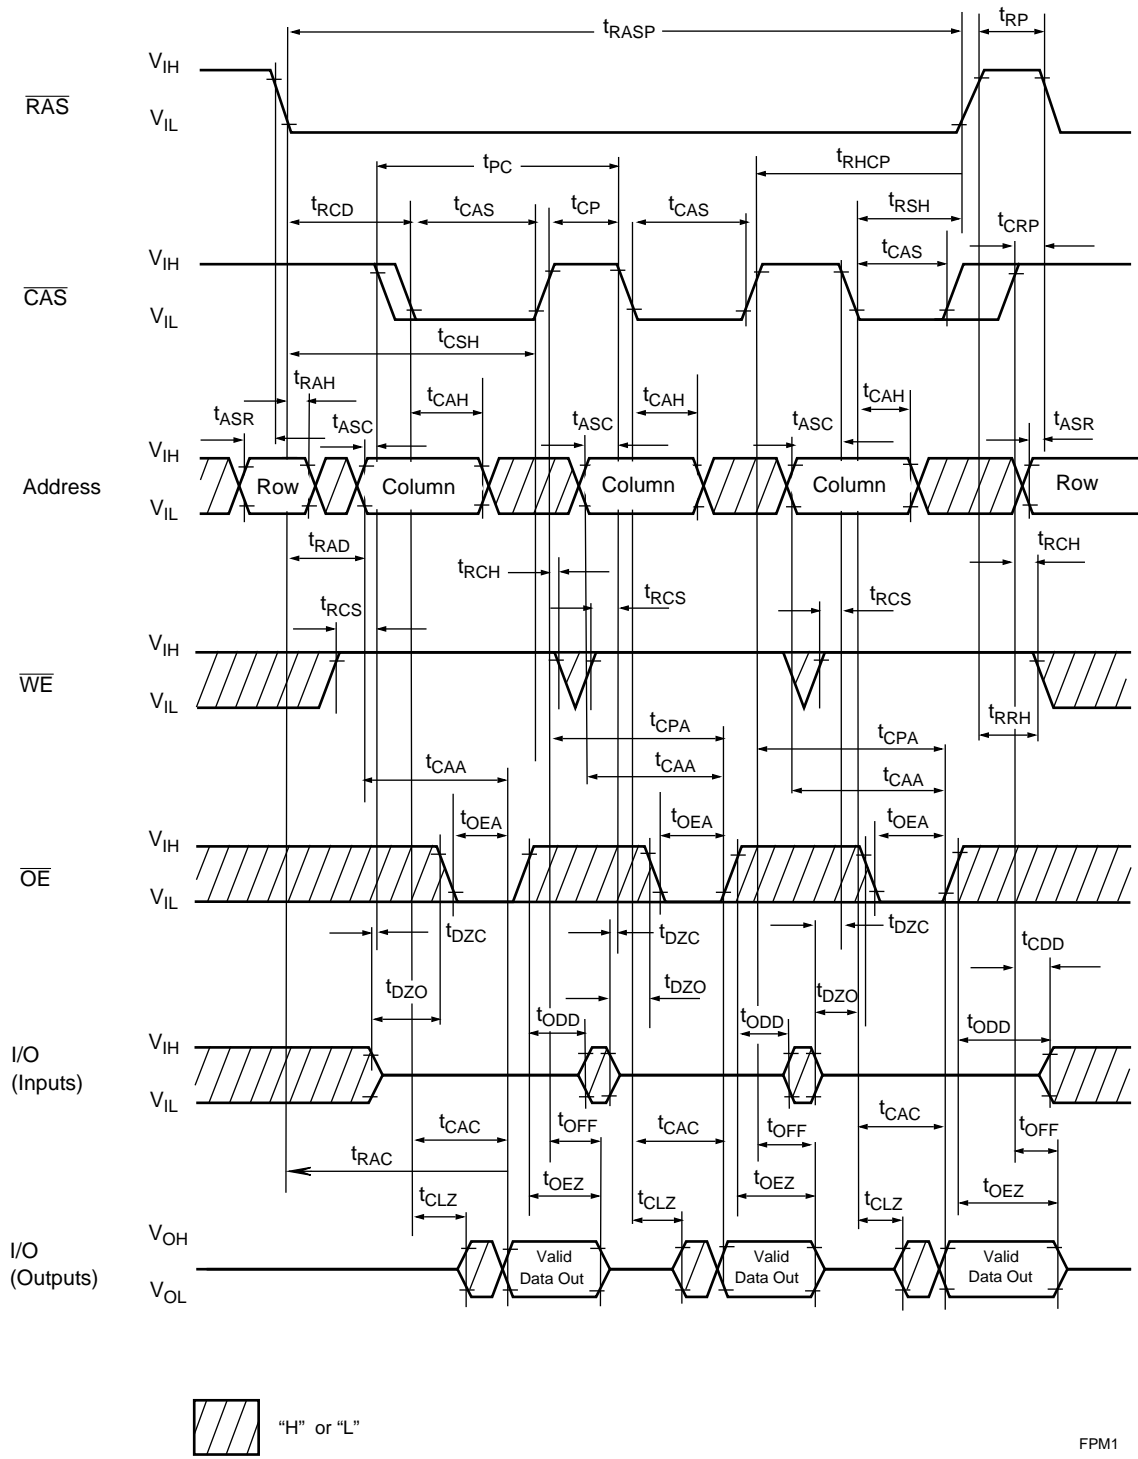 tRASP
tRP
VIH
RAS
VIL
tPC
tRHCP
tRCD
tCAS
tCP
tCAS
tRSH
tCRP
tCAS
VIH
CAS
VIL
tCSH
tRAH
tCAH
tCAH
tCAH
tASR
tASC
tASC
tASC
tASR
VIH
Address
Row
Column
Column
Column
Row
VIL
tRAD
tRCH
tRCH
tRCS
tRCS
tRCS
VIH
WE
VIL
tCPA
tRRH
tCPA
tCAA
tCAA
tCAA
tOEA
tOEA
tOEA
VIH
OE
VIL
tDZC
tDZC
tDZC
tCDD
tDZO
tDZO
tDZO
tODD
tODD
tODD
VIH
I/O
(Inputs)
VIL
tCAC
tOFF
tCAC
tOFF
tCAC
tOFF
tRAC
tOEZ
tOEZ
tOEZ
tCLZ
tCLZ
tCLZ
VOH
I/O
(Outputs)
Valid
Data Out
Valid
Data Out
Valid
Data Out
VOL
“H” or “L”
FPM1